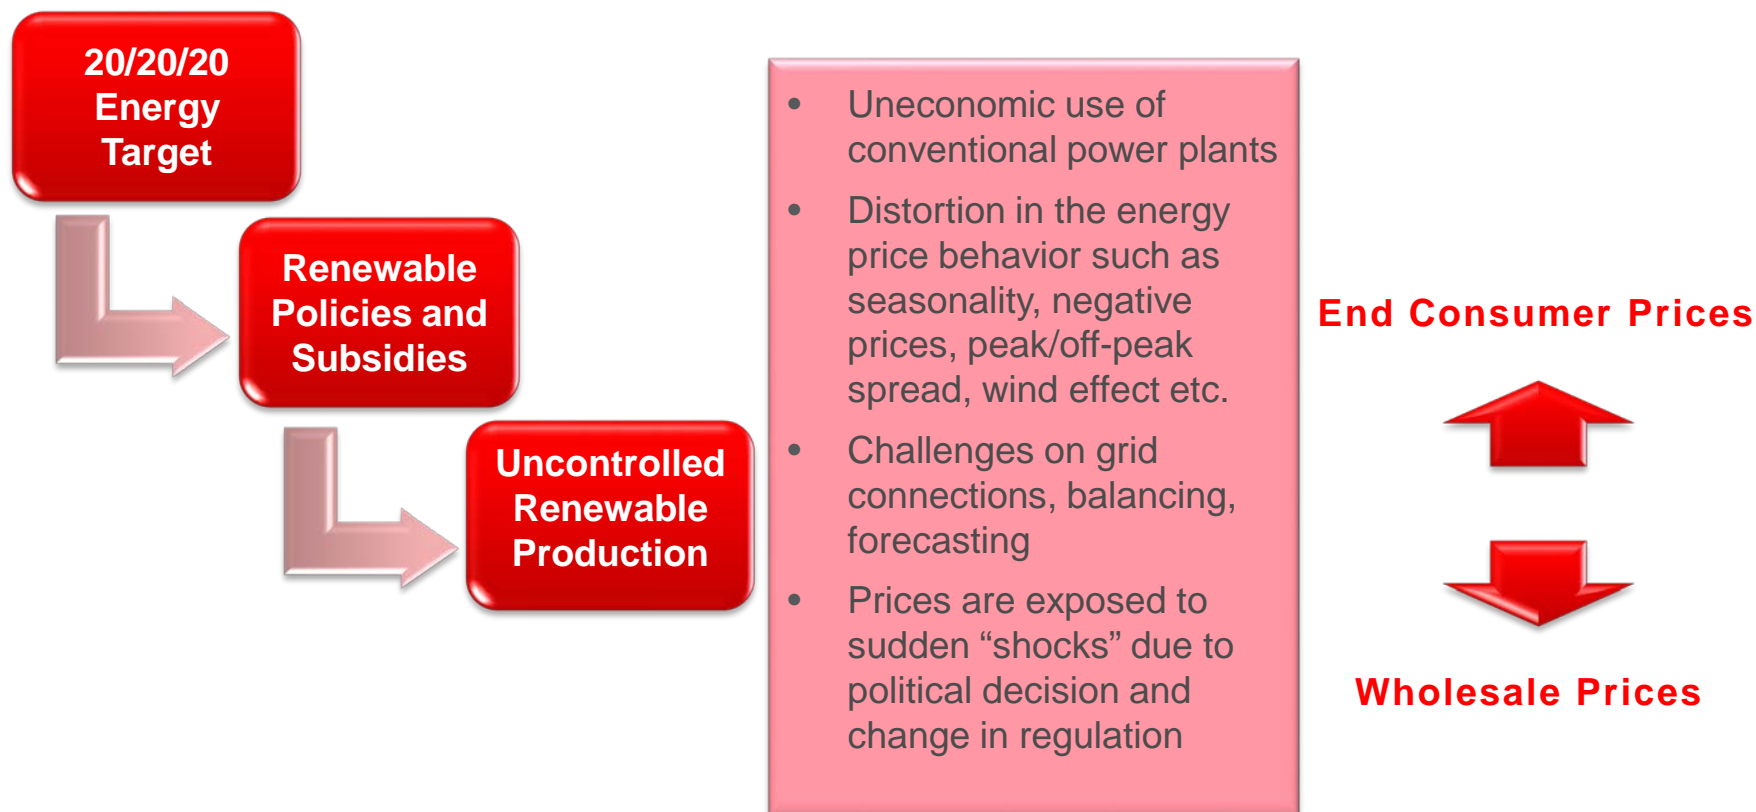 20/20/20
Energy
Target
Renewable
Policies and
Subsidies
Uncontrolled
Renewable
Production
• Uneconomic use of
conventional power plants
• Distortion in the energy
price behavior such as
seasonality, negative
prices, peak/off-peak
spread, wind effect etc.
• Challenges on grid
connections, balancing,
forecasting
• Prices are exposed to
sudden “shocks” due to
political decision and
change in regulation
End Consumer Prices
Wholesale Prices